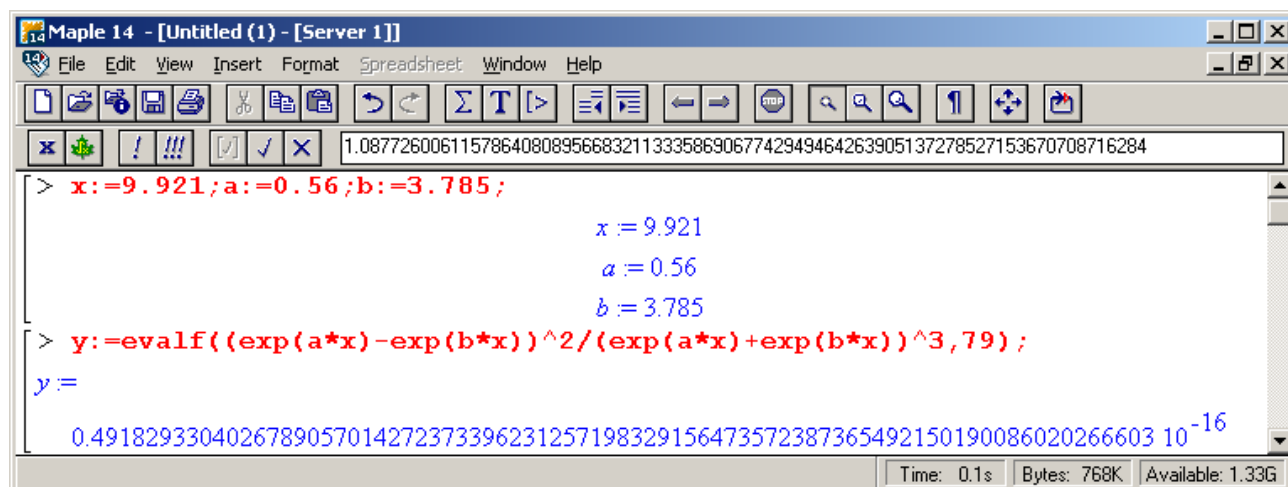 Maple 14 - [Untitled (1) - [Server 1]]
File Edit View Insert Format Spreadsheet Window Help
1.0877260061157864080895668321133358690677429494642639051372785271536707087162​84
> x:=9.921;a:=0.56;b:=3.785;
x := 9.921
a := 0.56
b := 3.785
> y:=evalf((exp(a*x)-exp(b*x))^2/(exp(a*x)+exp(b*x))^3,79);
y :=
0.4918293304026789057014272373396231257198329156473572387365492150190086020266603 10^-16
Time: 0.1s Bytes: 768K Available: 1.33G